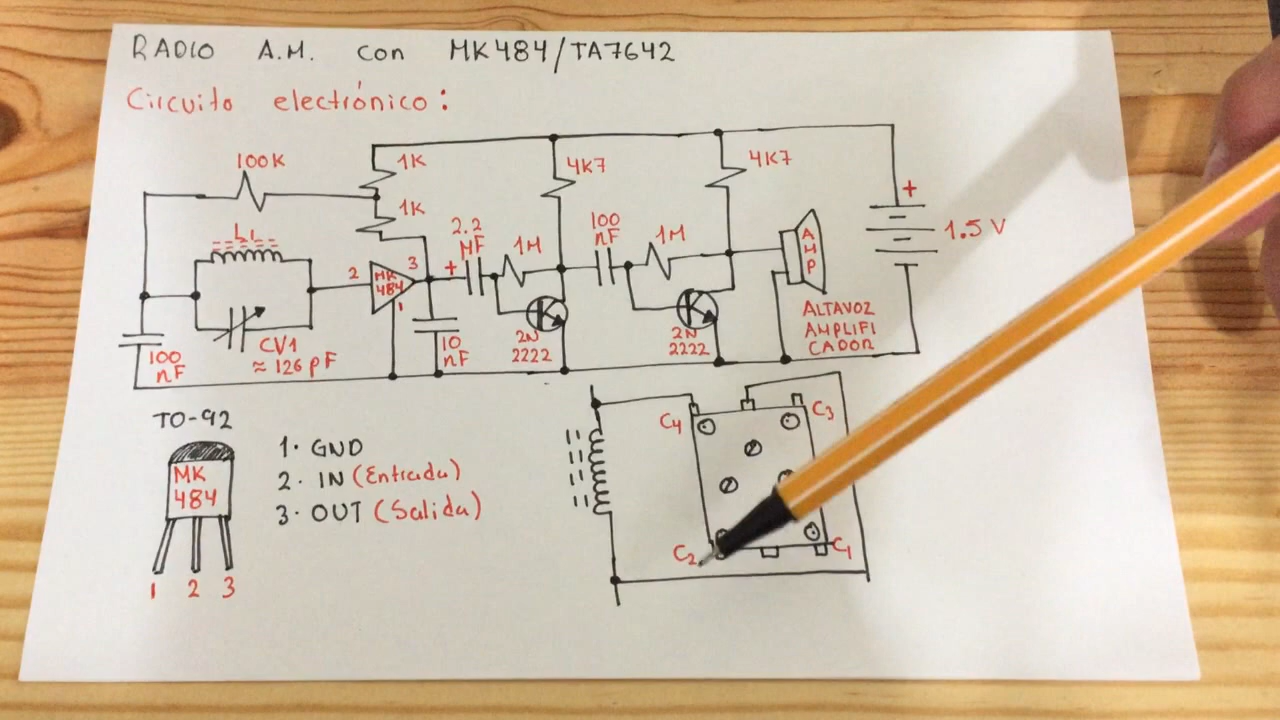 RADIO A.M. con MK484/TA7642
Circuito electrónico:
100K
1K
4K7
4K7
1K
L1
2.2
µF
1M
100
nF
1M
+
1.5 V
2
MK
484
3
1
+
AMP
100
nF
CV1
≈ 126 pF
10
nF
2N
2222
2N
2222
ALTAVOZ
AMPLIFI
CADOR
TO-92
MK
484
1 2 3
1. GND
2. IN (Entrada)
3. OUT (Salida)
C4
C3
C2
C1